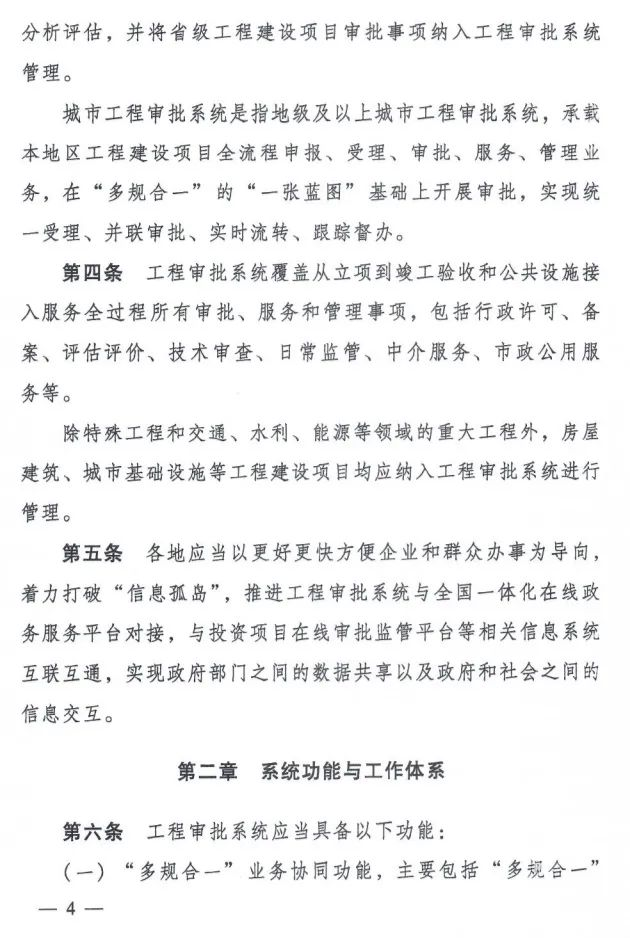 分析评估，并将省级工程建设项目审批事项纳入工程审批系统
管理。
城市工程审批系统是指地级及以上城市工程审批系统，承载
本地区工程建设项目全流程申报、受理、审批、服务、管理业
务，在“多规合一”的“一张蓝图”基础上开展审批，实现统
一受理、并联审批、实时流转、跟踪督办。
第四条 工程审批系统覆盖从立项到竣工验收和公共设施接
入服务全过程所有审批、服务和管理事项，包括行政许可、备
案、评估评价、技术审查、日常监管、中介服务、市政公用服
务等。
除特殊工程和交通、水利、能源等领域的重大工程外，房屋
建筑、城市基础设施等工程建设项目均应纳入工程审批系统进行
管理。
第五条 各地应当以更好更快方便企业和群众办事为导向，
着力打破“信息孤岛”，推进工程审批系统与全国一体化在线政
务服务平台对接，与投资项目在线审批监管平台等相关信息系统
互联互通，实现政府部门之间的数据共享以及政府和社会之间的
信息交互。
第二章 系统功能与工作体系
第六条 工程审批系统应当具备以下功能：
（一）“多规合一”业务协同功能，主要包括“多规合一”
— 4 —